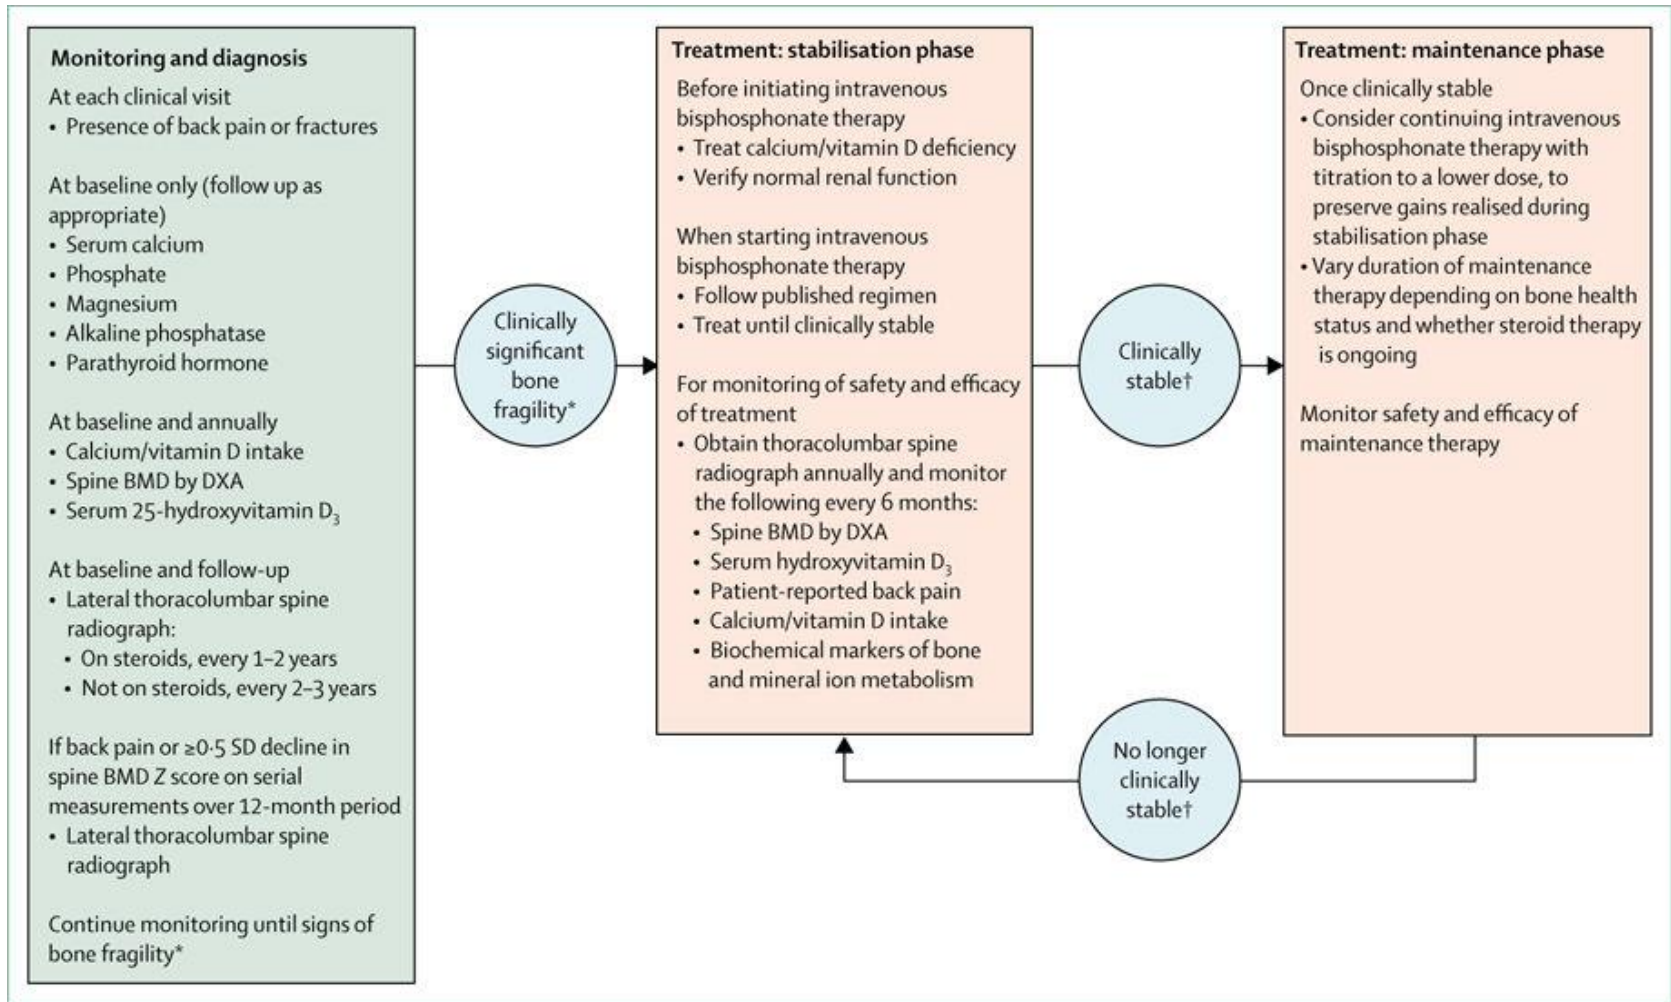 Monitoring and diagnosis
At each clinical visit
• Presence of back pain or fractures
At baseline only (follow up as
appropriate)
• Serum calcium
• Phosphate
• Magnesium
• Alkaline phosphatase
• Parathyroid hormone
At baseline and annually
• Calcium/vitamin D intake
• Spine BMD by DXA
• Serum 25-hydroxyvitamin D₃
At baseline and follow-up
• Lateral thoracolumbar spine
radiograph:
• On steroids, every 1–2 years
• Not on steroids, every 2–3 years
If back pain or ≥0·5 SD decline in
spine BMD Z score on serial
measurements over 12-month period
• Lateral thoracolumbar spine
radiograph
Continue monitoring until signs of
bone fragility*
Clinically
significant
bone
fragility*
Treatment: stabilisation phase
Before initiating intravenous
bisphosphonate therapy
• Treat calcium/vitamin D deficiency
• Verify normal renal function
When starting intravenous
bisphosphonate therapy
• Follow published regimen
• Treat until clinically stable
For monitoring of safety and efficacy
of treatment
• Obtain thoracolumbar spine
radiograph annually and monitor
the following every 6 months:
• Spine BMD by DXA
• Serum hydroxyvitamin D₃
• Patient-reported back pain
• Calcium/vitamin D intake
• Biochemical markers of bone
and mineral ion metabolism
Clinically
stable†
Treatment: maintenance phase
Once clinically stable
• Consider continuing intravenous
bisphosphonate therapy with
titration to a lower dose, to
preserve gains realised during
stabilisation phase
• Vary duration of maintenance
therapy depending on bone health
status and whether steroid therapy
is ongoing
Monitor safety and efficacy of
maintenance therapy
No longer
clinically
stable†